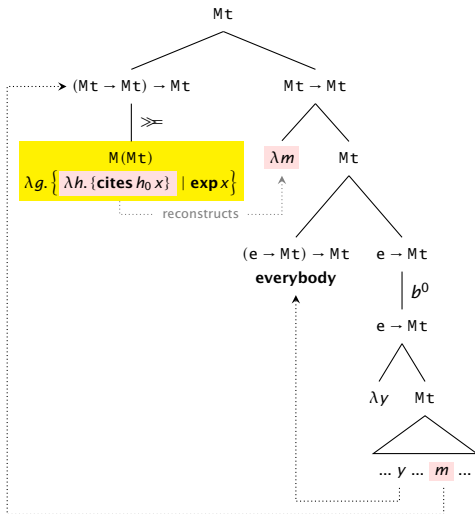 Mt
(Mt → Mt) → Mt Mt → Mt
≫=
M(Mt) λm Mt
λg.{λh.{cites h₀ x} | exp x}
reconstructs
(e → Mt) → Mt e → Mt
everybody
b⁰
e → Mt
λy Mt
... y ... m ...